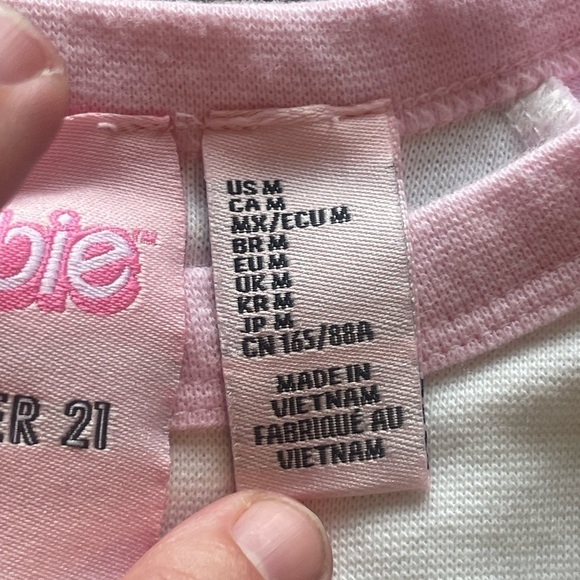 bie™
ER 21
US M
CA M
MX/ECU M
BR M
EU M
UK M
KR M
JP M
CN 165/88A
MADE IN
VIETNAM
FABRIQUÉ AU
VIETNAM